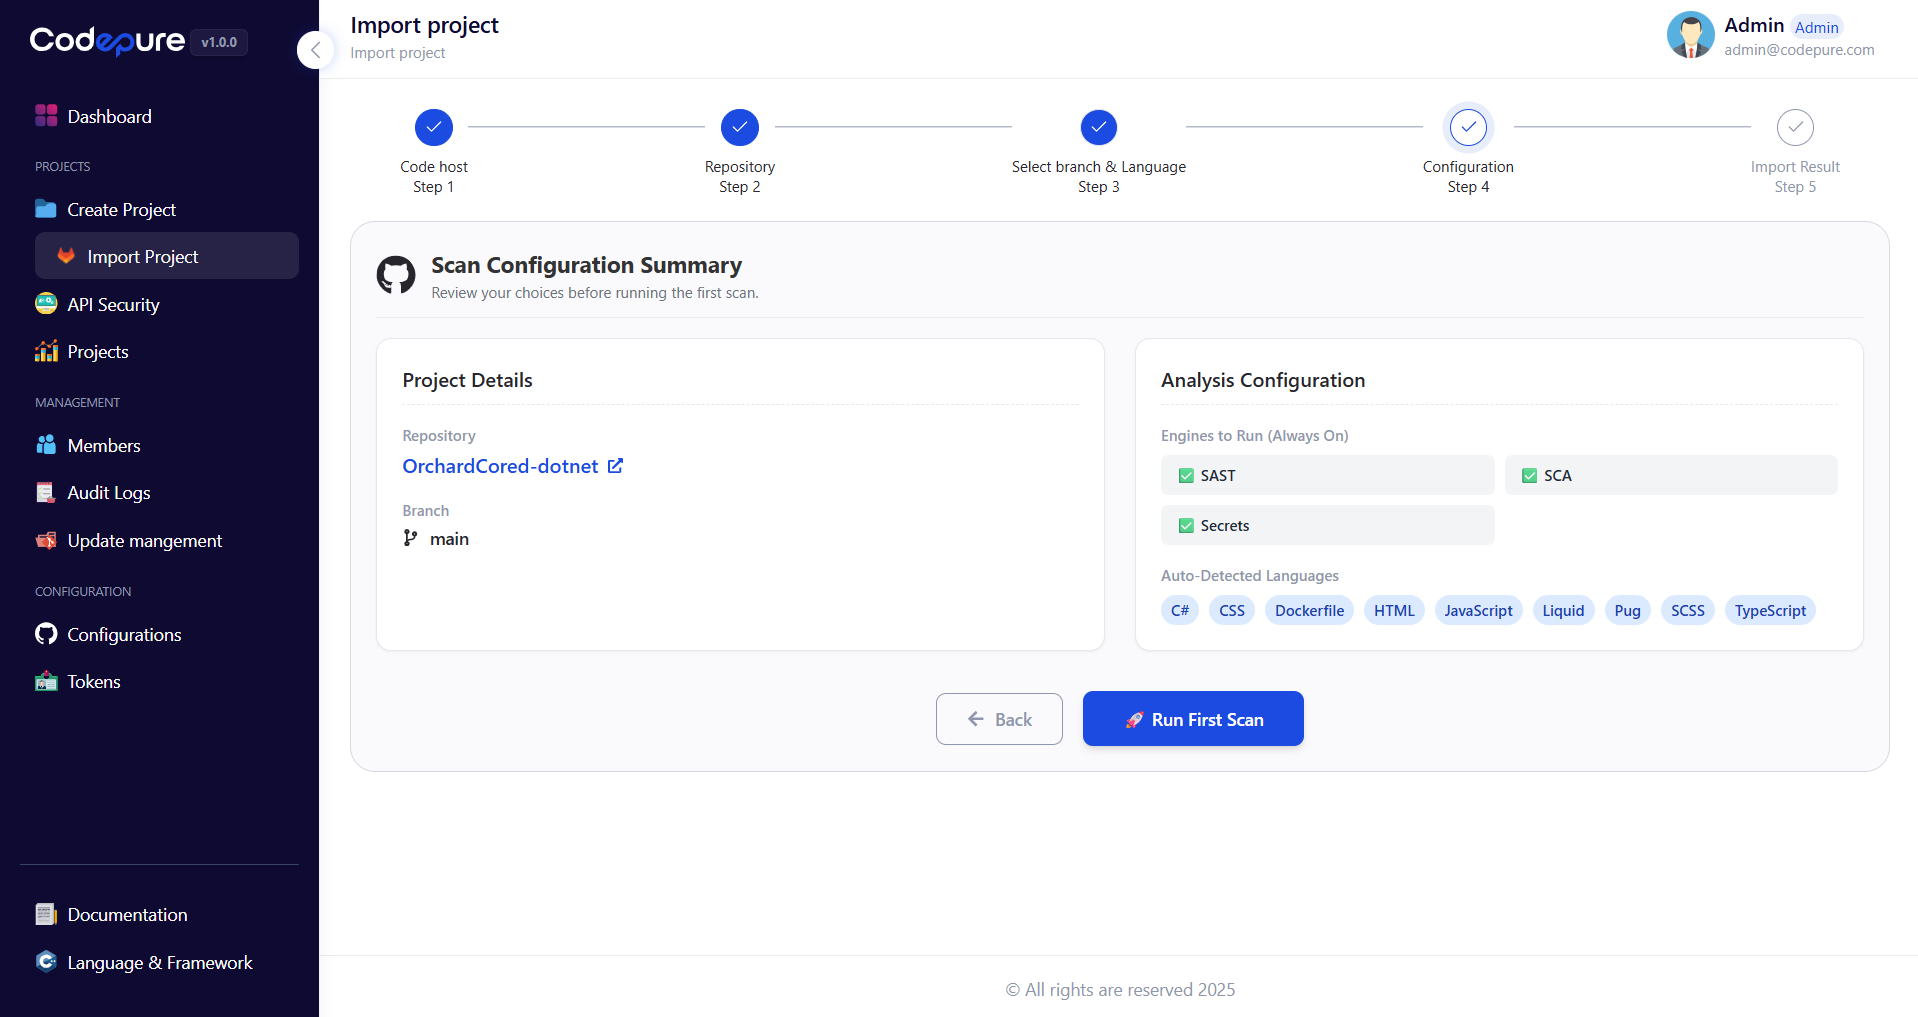 Codepure v1.0.0
Dashboard
PROJECTS
Create Project
Import Project
API Security
Projects
MANAGEMENT
Members
Audit Logs
Update mangement
CONFIGURATION
Configurations
Tokens
Documentation
Language & Framework
Import project
Import project
Admin Admin
admin@codepure.com
Code host
Step 1
Repository
Step 2
Select branch & Language
Step 3
Configuration
Step 4
Import Result
Step 5
Scan Configuration Summary
Review your choices before running the first scan.
Project Details
Repository
OrchardCored-dotnet
Branch
main
Analysis Configuration
Engines to Run (Always On)
SAST SCA
Secrets
Auto-Detected Languages
C# CSS Dockerfile HTML JavaScript Liquid Pug SCSS TypeScript
Back Run First Scan
© All rights are reserved 2025